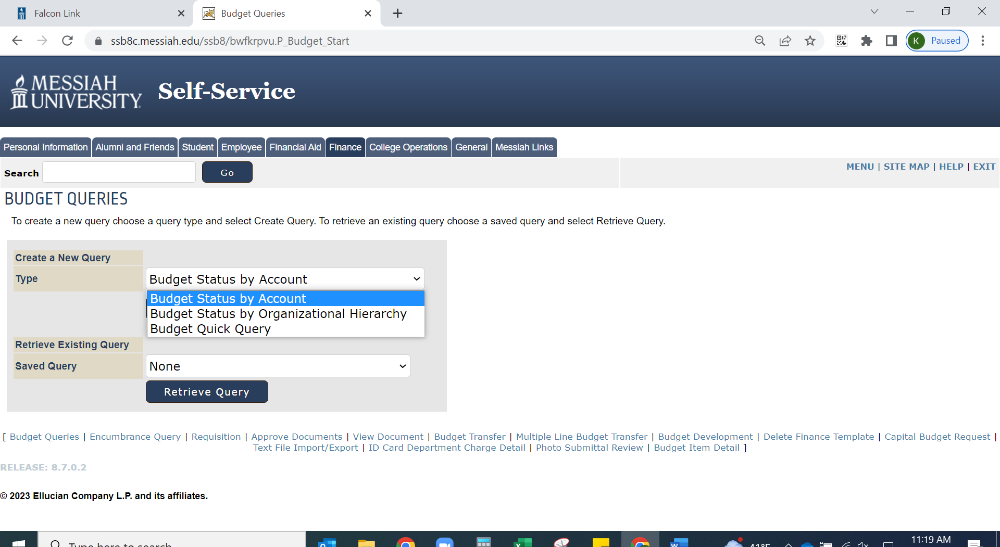 Falcon Link
Budget Queries
ssb8c.messiah.edu/ssb8/bwfkrpvu.P_Budget_Start
K Paused
MESSIAH
UNIVERSITY
Self-Service
Personal Information Alumni and Friends Student Employee Financial Aid Finance College Operations General Messiah Links
Search Go
MENU | SITE MAP | HELP | EXIT
BUDGET QUERIES
To create a new query choose a query type and select Create Query. To retrieve an existing query choose a saved query and select Retrieve Query.
Create a New Query
Type Budget Status by Account
Budget Status by Account
Budget Status by Organizational Hierarchy
Budget Quick Query
Retrieve Existing Query
Saved Query None
Retrieve Query
[ Budget Queries | Encumbrance Query | Requisition | Approve Documents | View Document | Budget Transfer | Multiple Line Budget Transfer | Budget Development | Delete Finance Template | Capital Budget Request |
Text File Import/Export | ID Card Department Charge Detail | Photo Submittal Review | Budget Item Detail ]
RELEASE: 8.7.0.2
© 2023 Ellucian Company L.P. and its affiliates.
Type here to search
41°F
11:19 AM